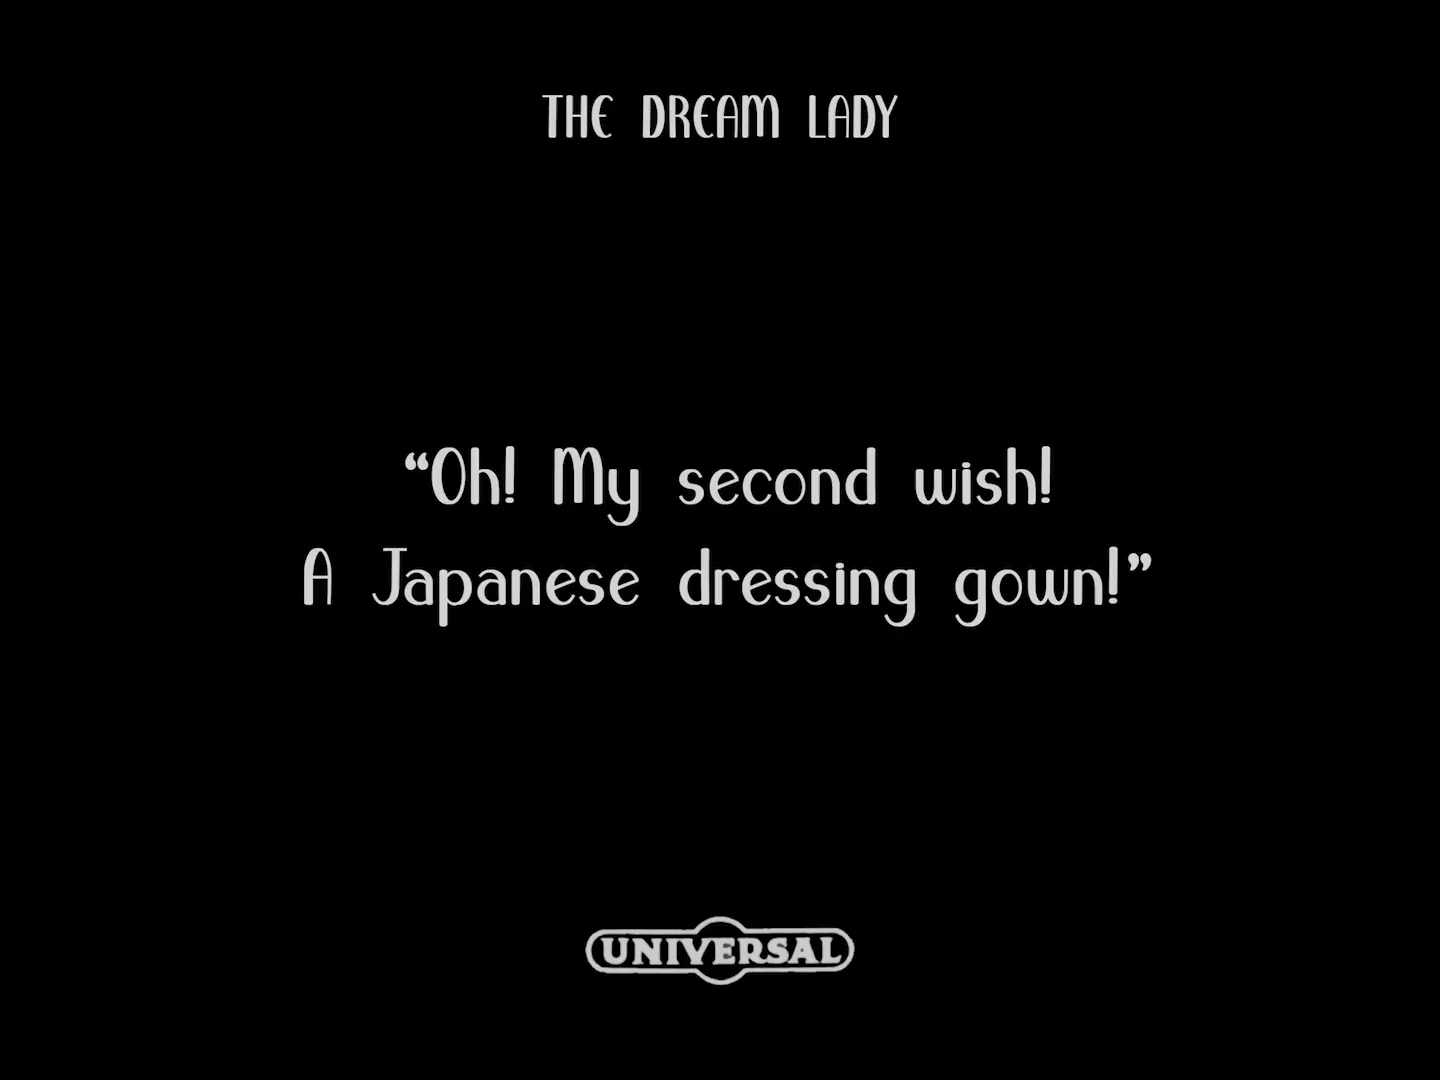 THE DREAM LADY
“Oh! My second wish!
A Japanese dressing gown!”
UNIVERSAL